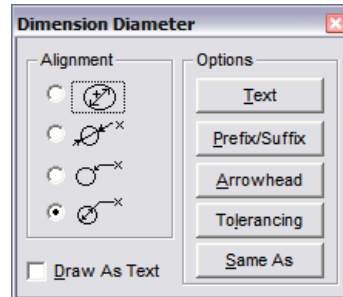 Dimension Diameter
Alignment
Draw As Text
Options
Text
Prefix/Suffix
Arrowhead
Tolerancing
Same As